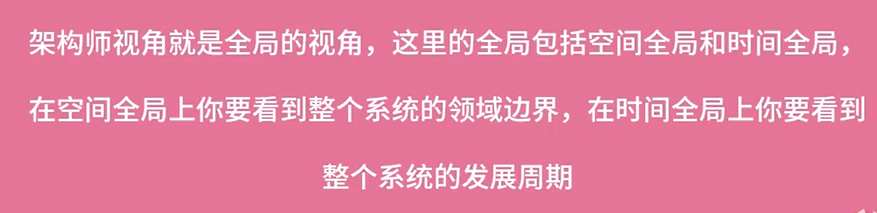 架构师视角就是全局的视角，这里的全局包括空间全局和时间全局，
在空间全局上你要看到整个系统的领域边界，在时间全局上你要看到
整个系统的发展周期